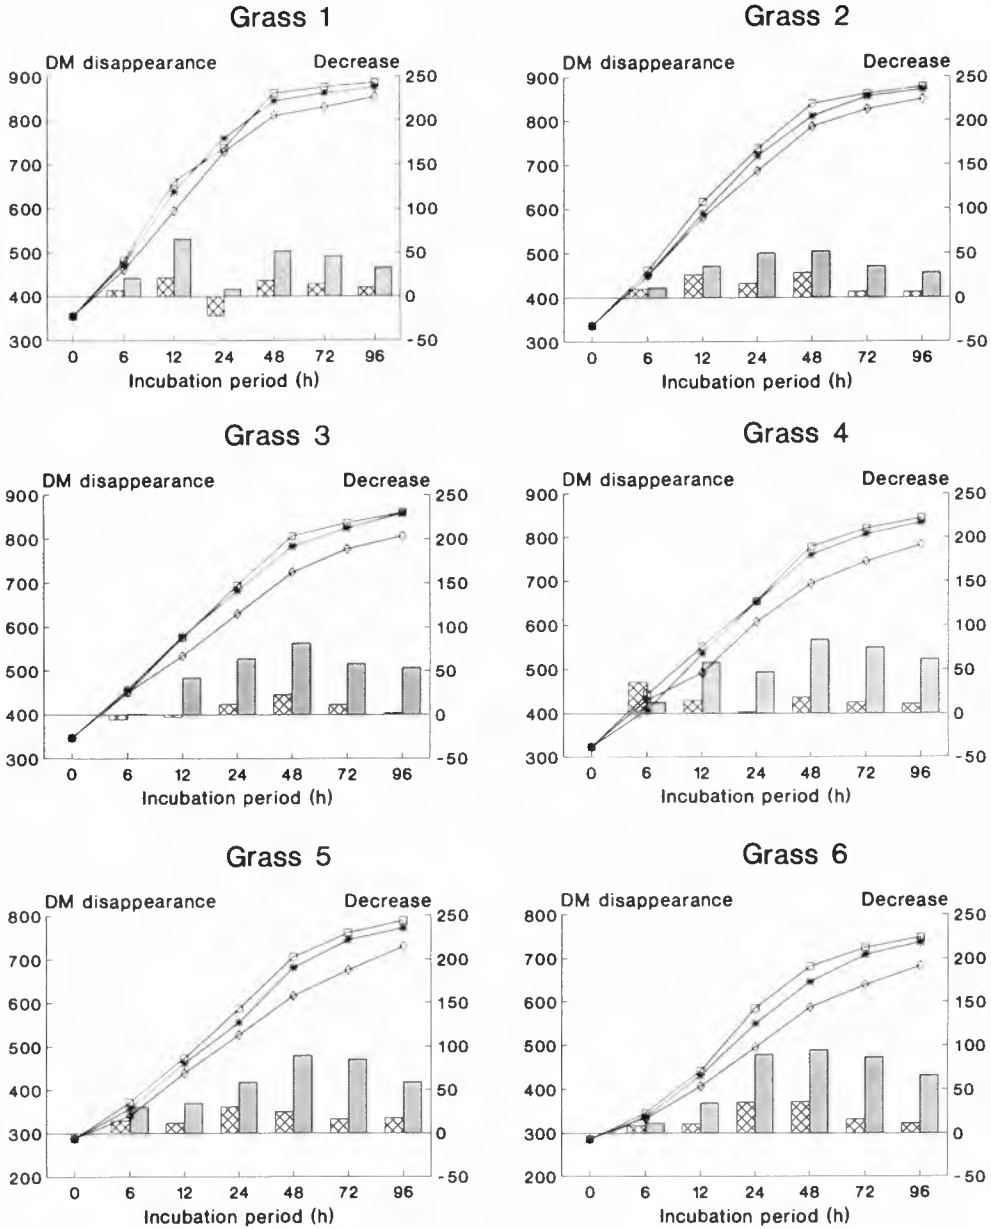 Grass 1
DM disappearance Decrease
900 250
800 200
700 150
600 100
500 50
400 0
300 -50
0 6 12 24 48 72 96
Incubation period (h)
Grass 2
DM disappearance Decrease
900 250
800 200
700 150
600 100
500 50
400 0
300 -50
0 6 12 24 48 72 96
Incubation period (h)
Grass 3
DM disappearance Decrease
900 250
800 200
700 150
600 100
500 50
400 0
300 -50
0 6 12 24 48 72 96
Incubation period (h)
Grass 4
DM disappearance Decrease
900 250
800 200
700 150
600 100
500 50
400 0
300 -50
0 6 12 24 48 72 96
Incubation period (h)
Grass 5
DM disappearance Decrease
800 250
700 200
600 150
500 100
400 50
300 0
200 -50
0 6 12 24 48 72 96
Incubation period (h)
Grass 6
DM disappearance Decrease
800 250
700 200
600 150
500 100
400 50
300 0
200 -50
0 6 12 24 48 72 96
Incubation period (h)